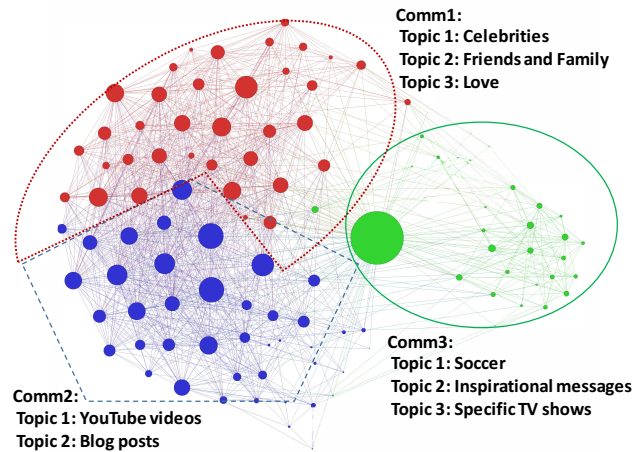 Comm1:
Topic 1: Celebrities
Topic 2: Friends and Family
Topic 3: Love
Comm3:
Topic 1: Soccer
Topic 2: Inspirational messages
Topic 3: Specific TV shows
Comm2:
Topic 1: YouTube videos
Topic 2: Blog posts